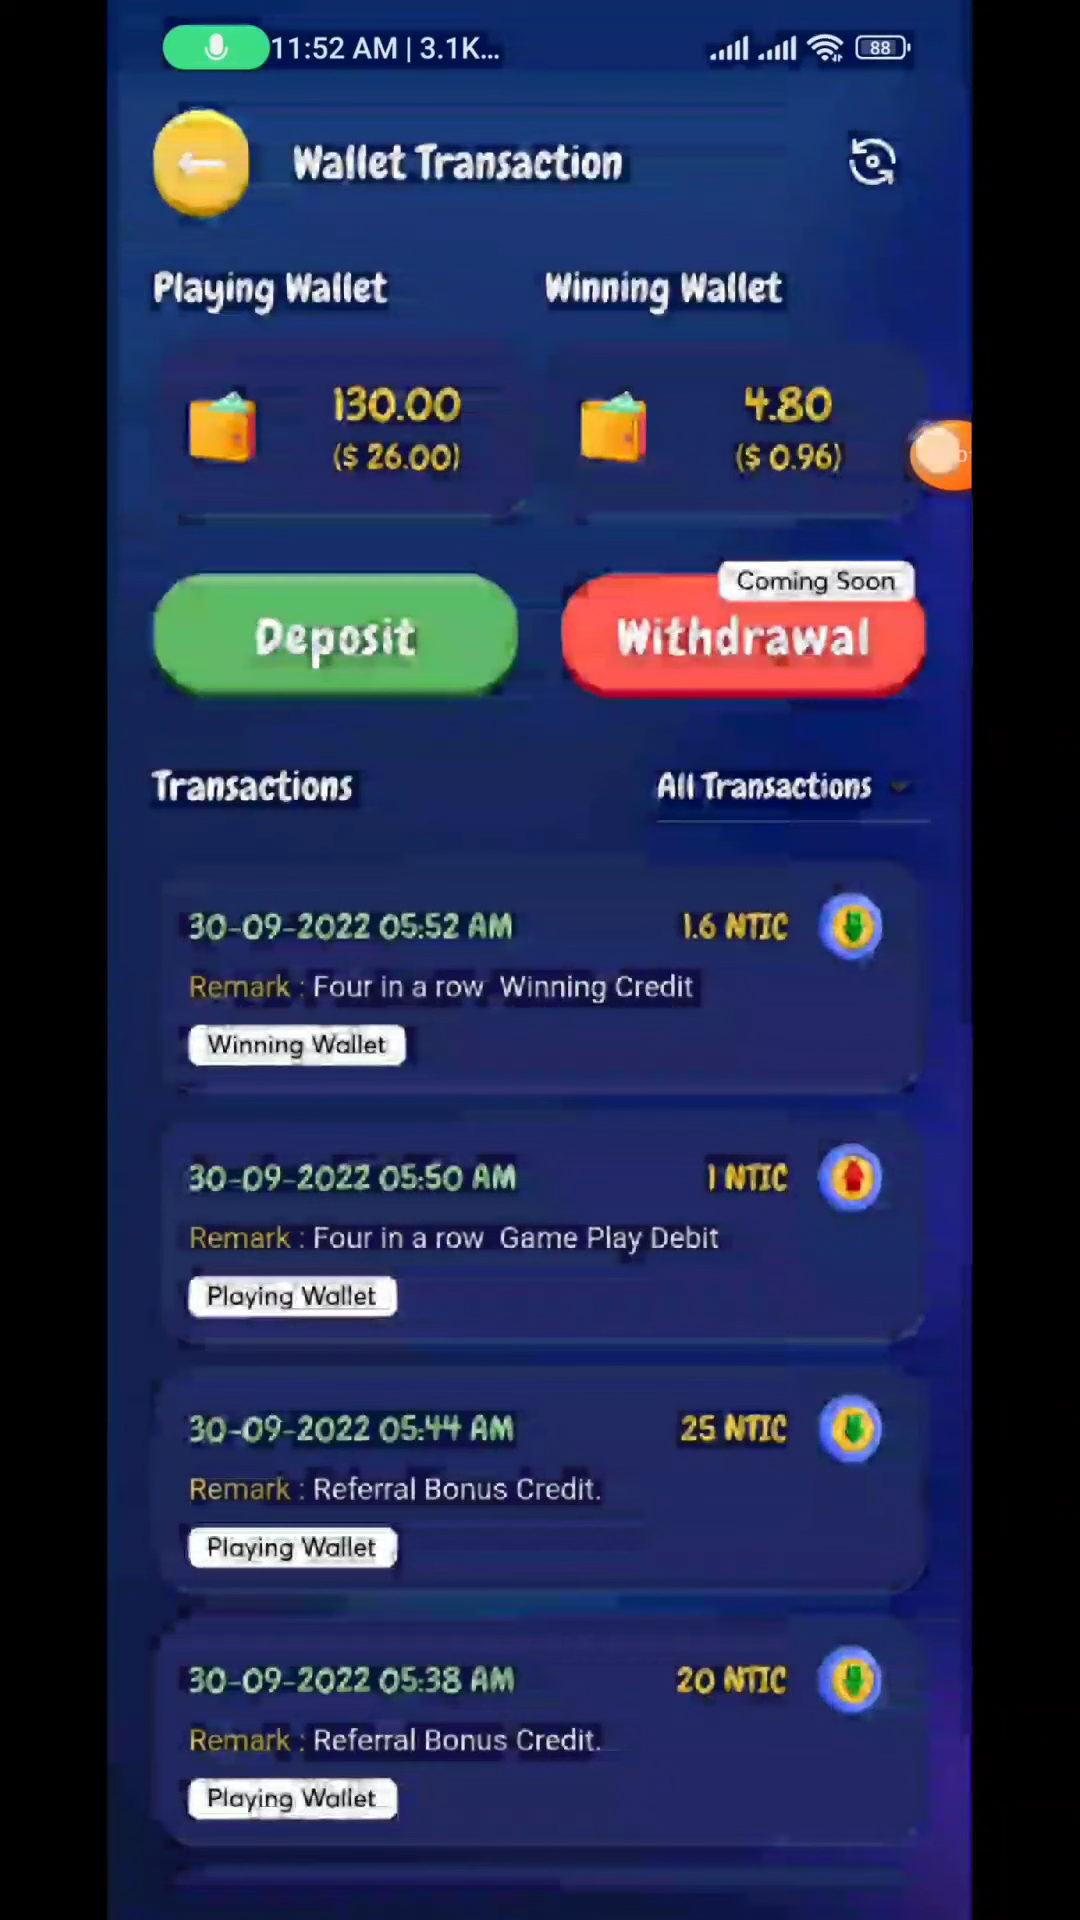 11:52 AM | 3.1K...
88
Wallet Transaction
Playing Wallet
Winning Wallet
130.00
($ 26.00)
4.80
($ 0.96)
Coming Soon
Deposit
Withdrawal
Transactions
All Transactions
30-09-2022 05:52 AM
1.6 NTIC
Remark : Four in a row Winning Credit
Winning Wallet
30-09-2022 05:50 AM
1 NTIC
Remark : Four in a row Game Play Debit
Playing Wallet
30-09-2022 05:44 AM
25 NTIC
Remark : Referral Bonus Credit.
Playing Wallet
30-09-2022 05:38 AM
20 NTIC
Remark : Referral Bonus Credit.
Playing Wallet